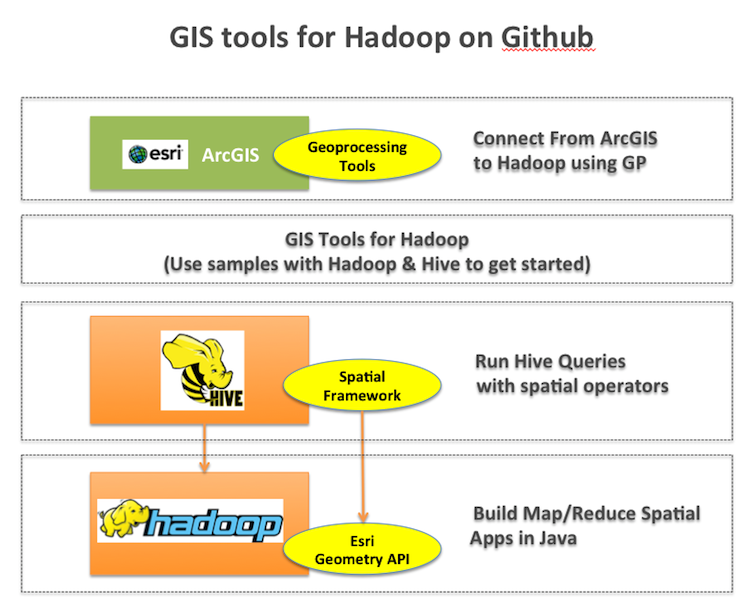 GIS tools for Hadoop on Github
esri
ArcGIS
Geoprocessing
Tools
Connect From ArcGIS
to Hadoop using GP
GIS Tools for Hadoop
(Use samples with Hadoop & Hive to get started)
HIVE
Spatial
Framework
Run Hive Queries
with spatial operators
hadoop
Esri
Geometry API
Build Map/Reduce Spatial
Apps in Java